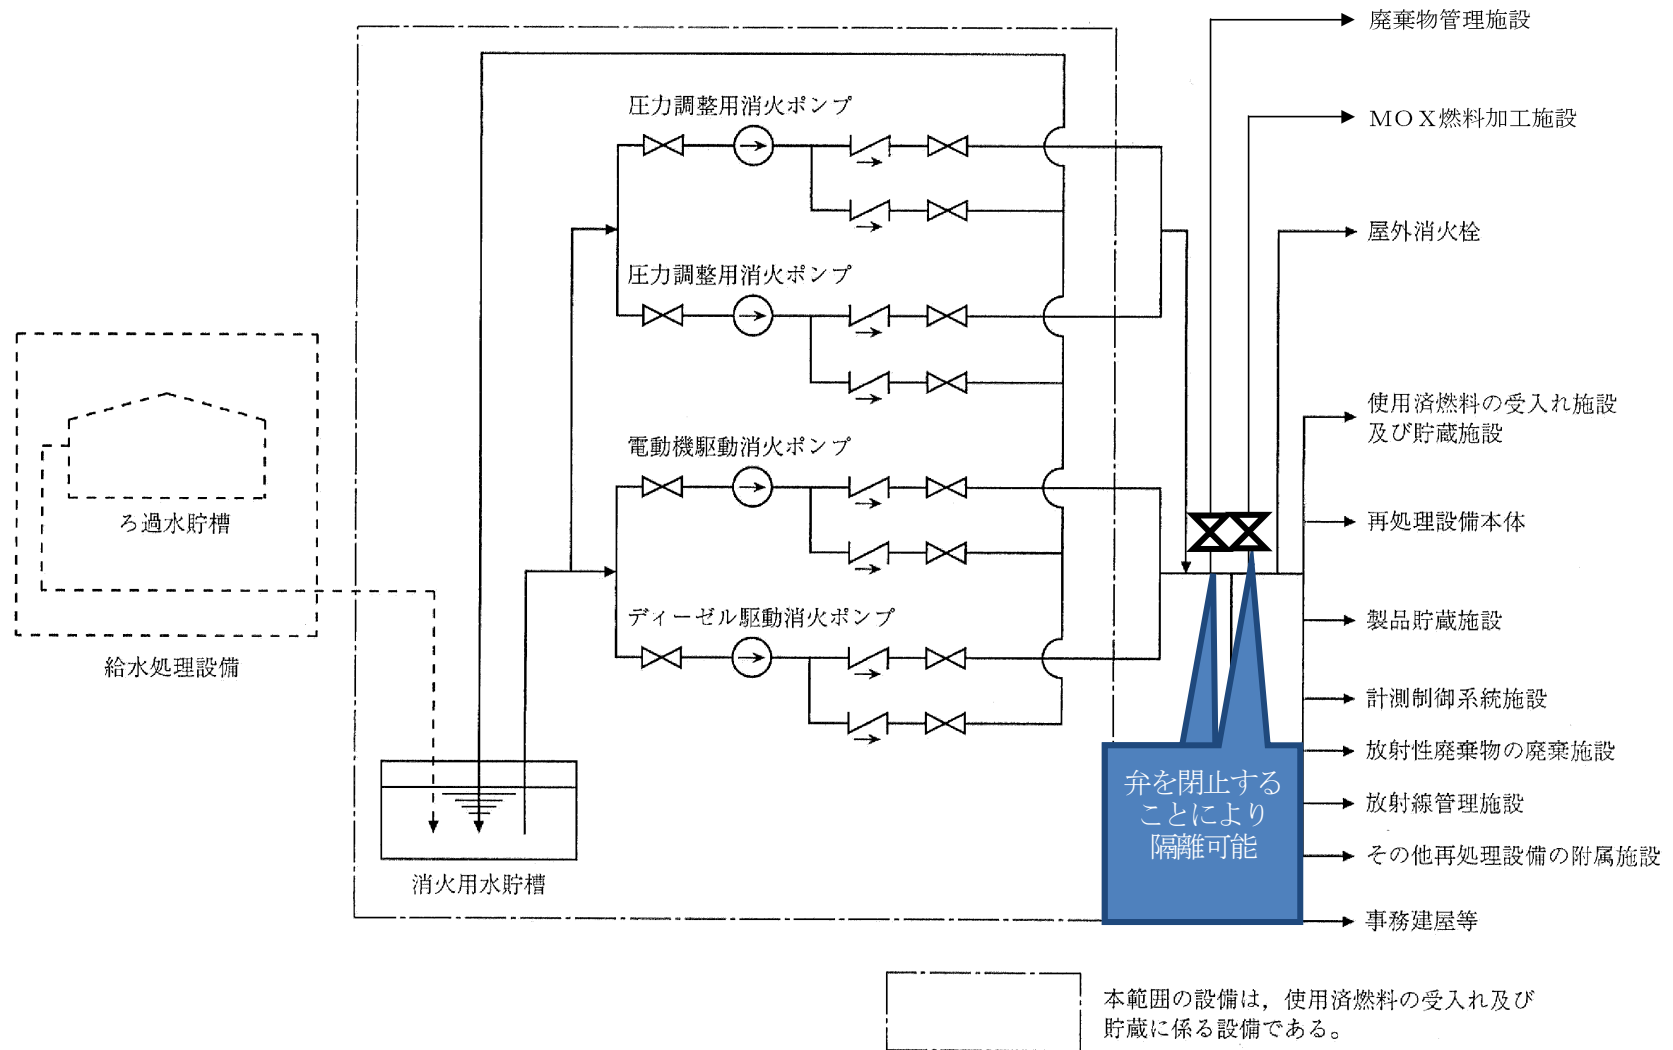 廃棄物管理施設
圧力調整用消火ポンプ
ＭＯＸ燃料加工施設
屋外消火栓
圧力調整用消火ポンプ
使用済燃料の受入れ施設
及び貯蔵施設
電動機駆動消火ポンプ
ろ過水貯槽
再処理設備本体
ディーゼル駆動消火ポンプ
製品貯蔵施設
給水処理設備
計測制御系統施設
放射性廃棄物の廃棄施設
弁を閉止する
ことにより
隔離可能
放射線管理施設
その他再処理設備の附属施設
消火用水貯槽
事務建屋等
本範囲の設備は，使用済燃料の受入れ及び
貯蔵に係る設備である。